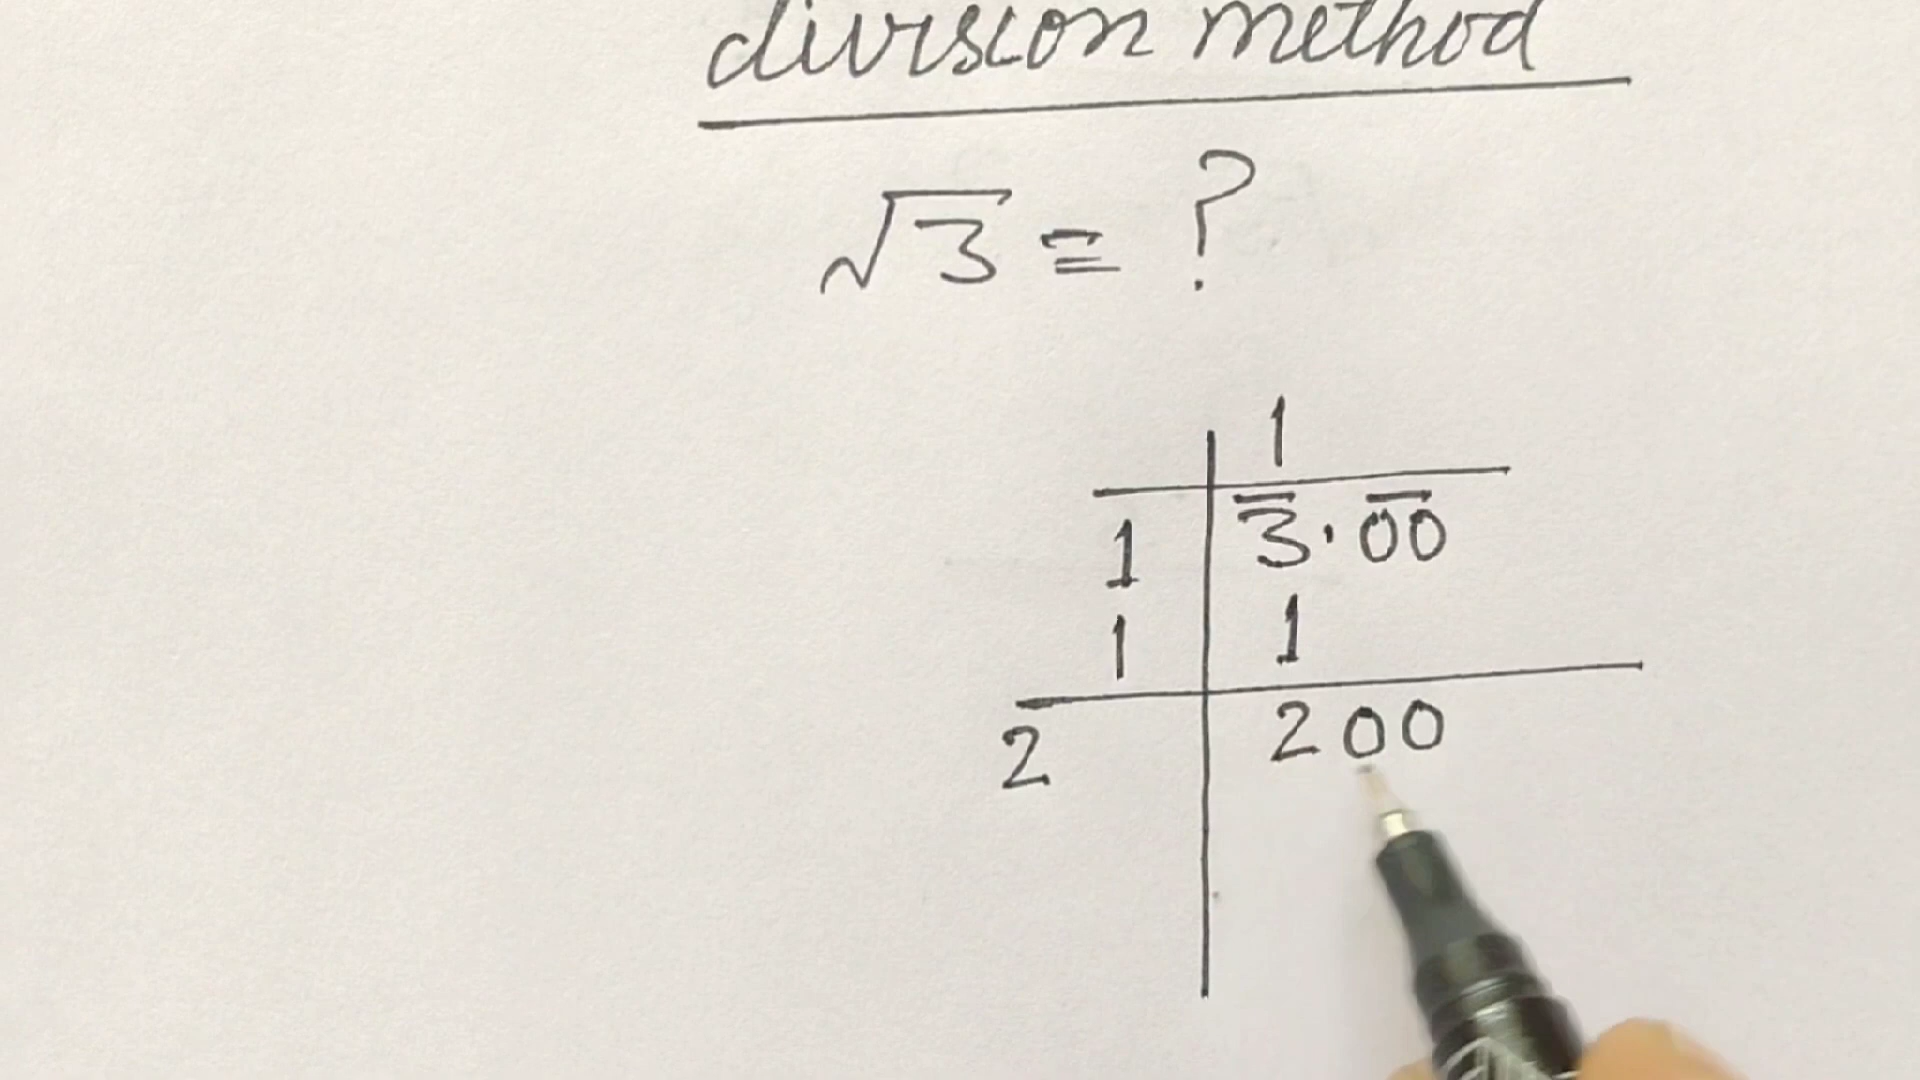 division method
√3 = ?
1
1 3.00
1 1
2 200